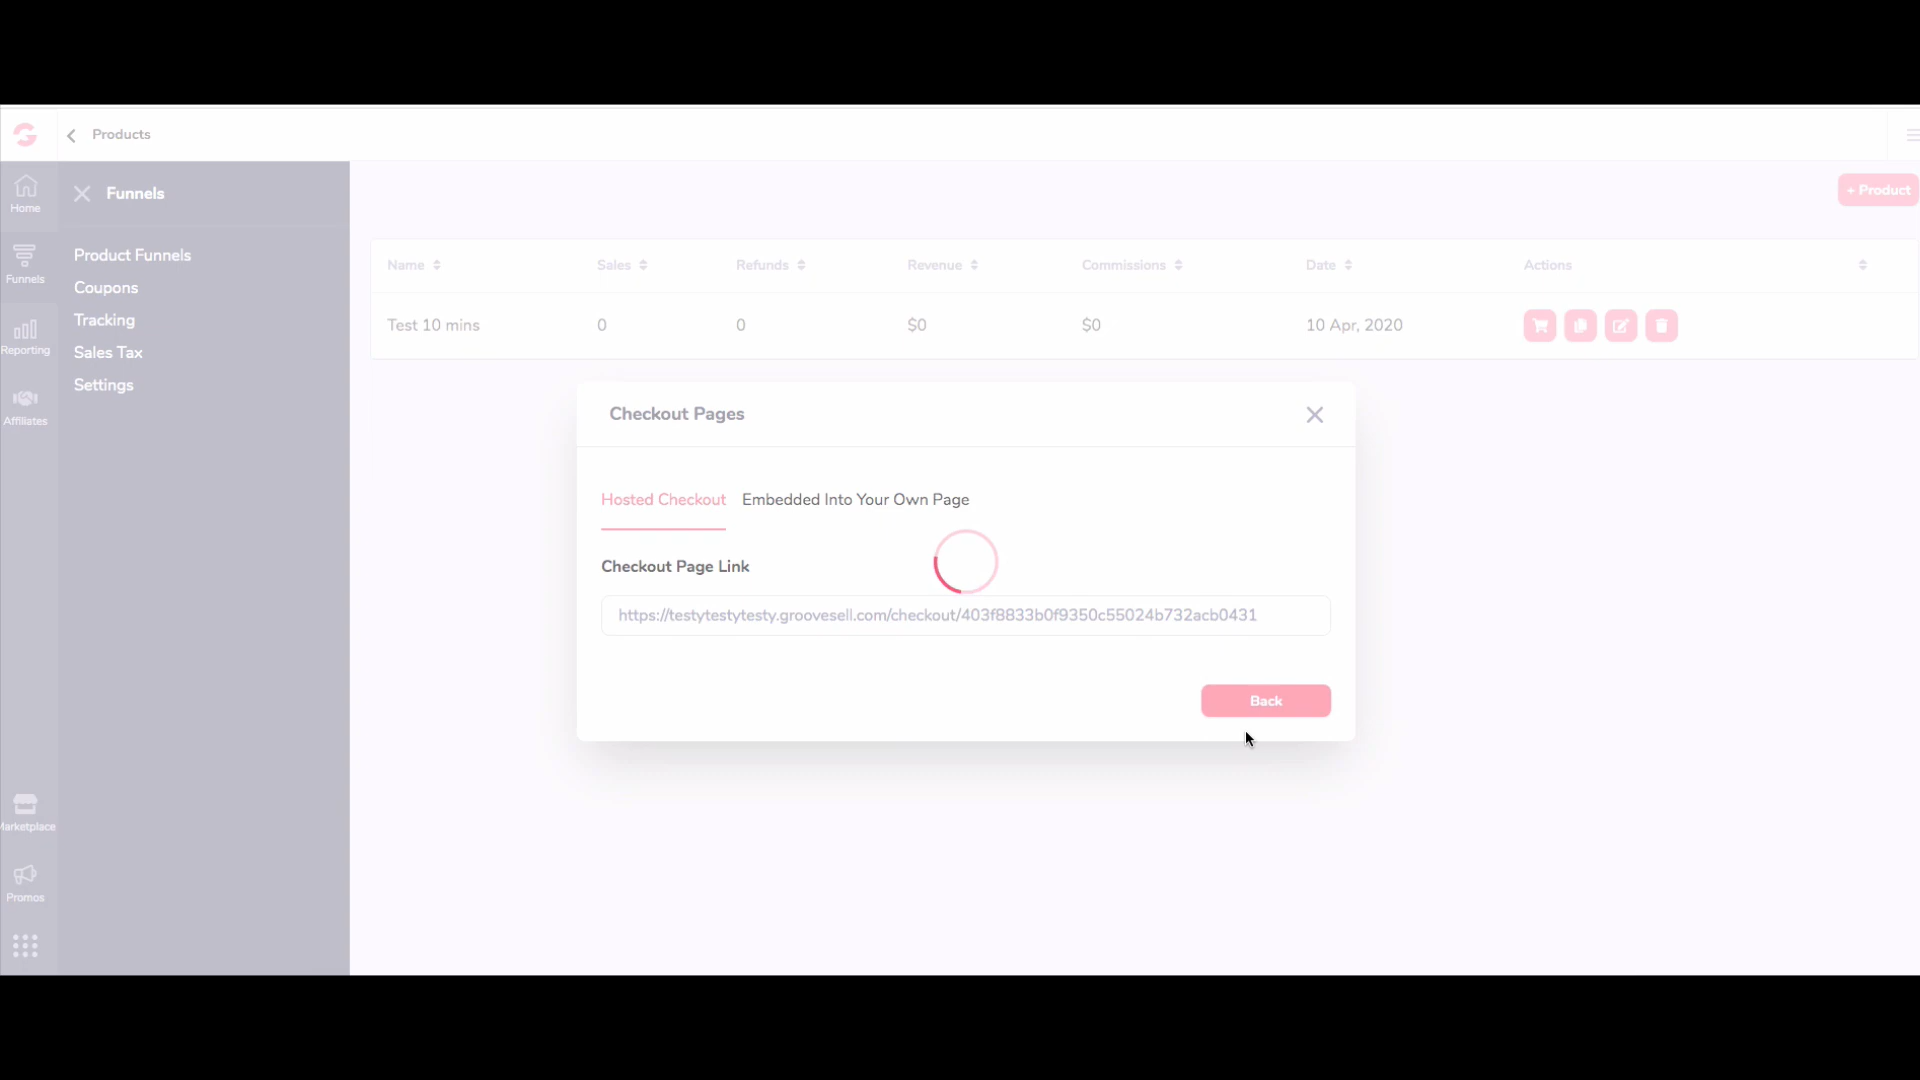 Products
+ Product
Home
Funnels
Funnels
Product Funnels
Coupons
Tracking
Sales Tax
Settings
Reporting
Affiliates
Marketplace
Promos
Name Sales Refunds Revenue Commissions Date Actions
Test 10 mins 0 0 $0 $0 10 Apr, 2020
Checkout Pages
Hosted Checkout Embedded Into Your Own Page
Checkout Page Link
https://testytestytesty.groovesell.com/checkout/403f8833b0f9350c55024b732acb0431
Back